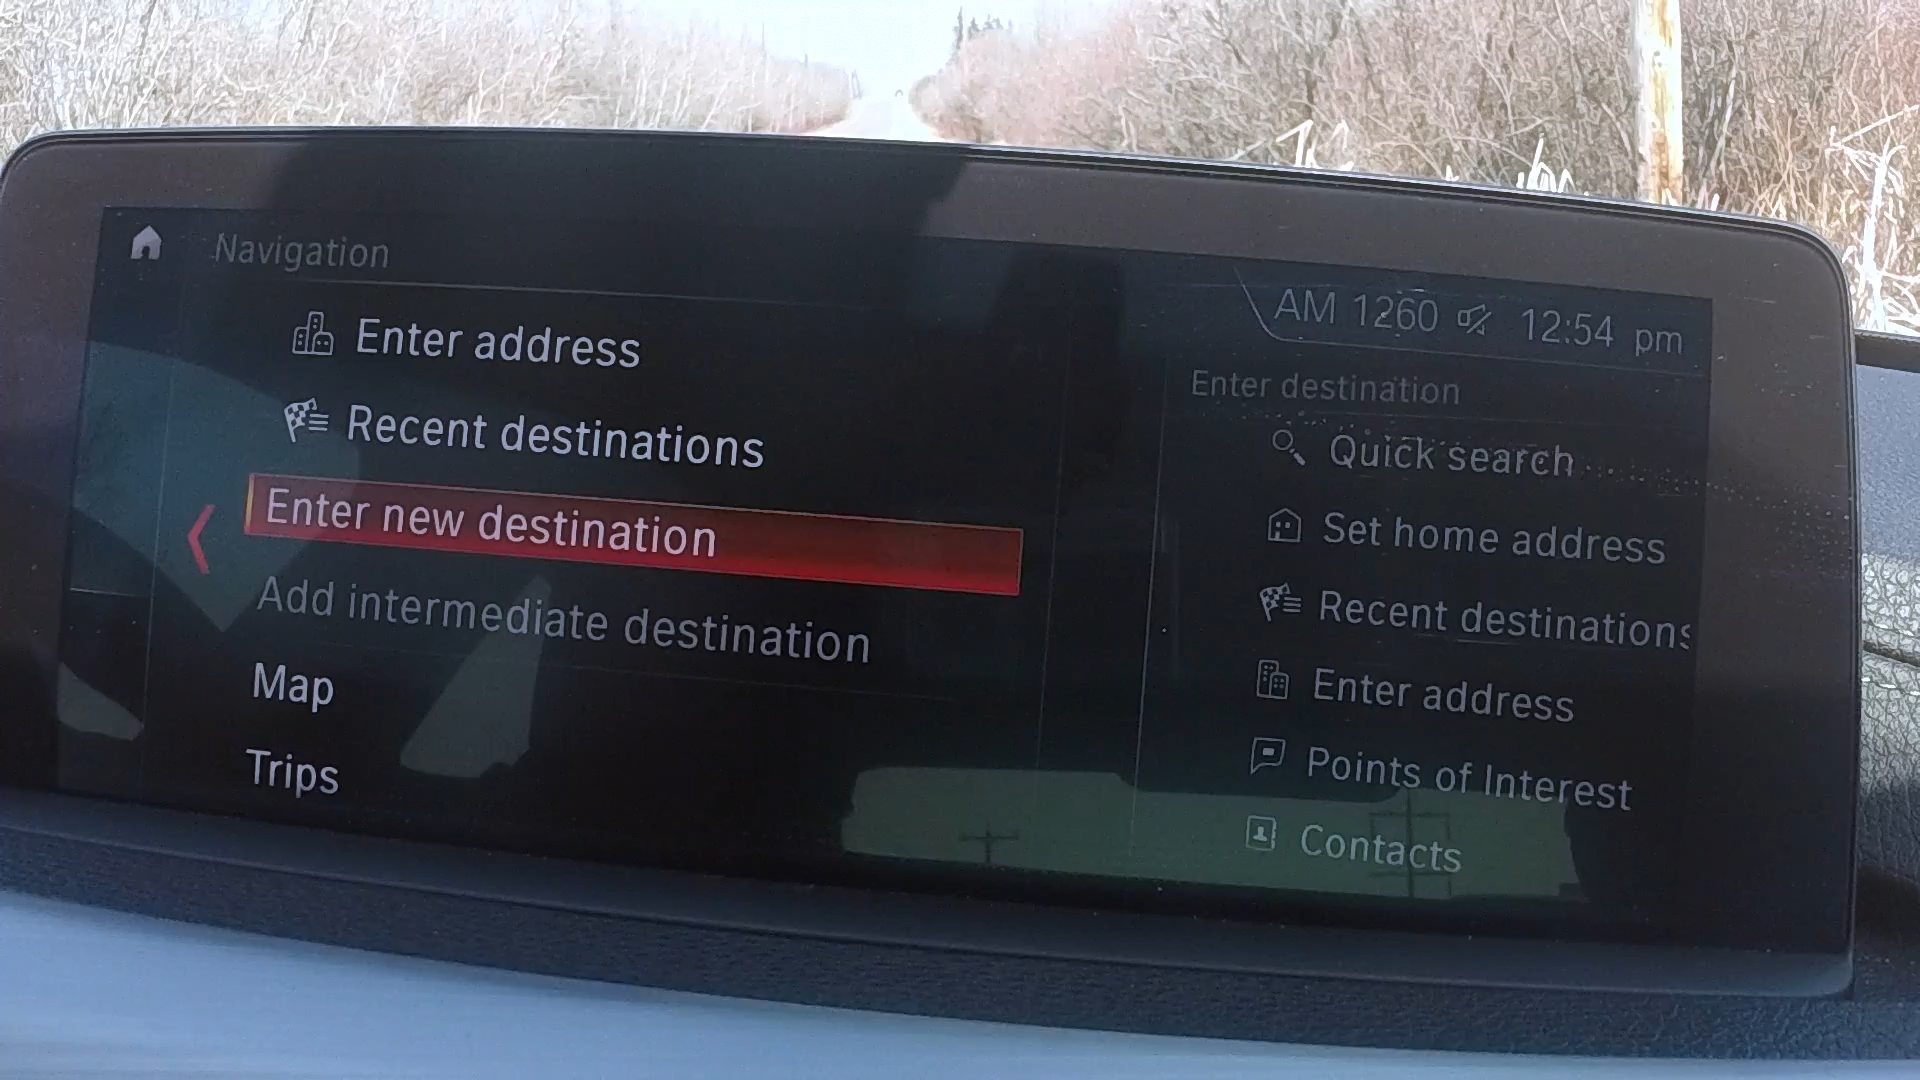 Navigation
AM 1260 12:54 pm
Enter address
Recent destinations
Enter new destination
Add intermediate destination
Map
Trips
Enter destination
Quick search
Set home address
Recent destinations
Enter address
Points of Interest
Contacts